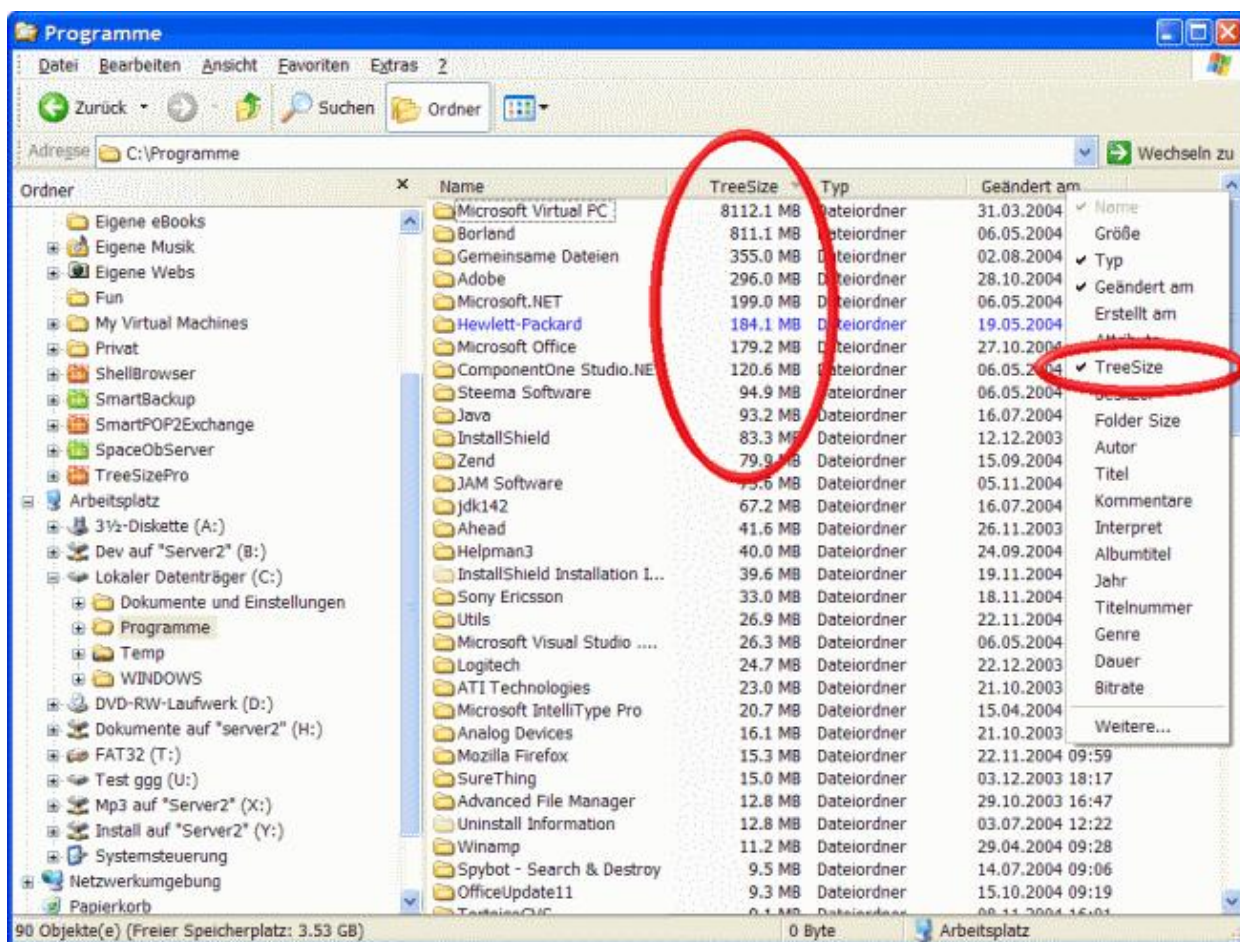 Programme
Datei Bearbeiten Ansicht Favoriten Extras ?
Zurück Suchen Ordner
Adresse C:\Programme Wechseln zu
Ordner
Eigene eBooks
Eigene Musik
Eigene Webs
Fun
My Virtual Machines
Privat
ShellBrowser
SmartBackup
SmartPOP2Exchange
SpaceObServer
TreeSizePro
Arbeitsplatz
3½-Diskette (A:)
Dev auf "Server2" (B:)
Lokaler Datenträger (C:)
Dokumente und Einstellungen
Programme
Temp
WINDOWS
DVD-RW-Laufwerk (D:)
Dokumente auf "server2" (H:)
FAT32 (T:)
Test ggg (U:)
Mp3 auf "Server2" (X:)
Install auf "Server2" (Y:)
Systemsteuerung
Netzwerkumgebung
Papierkorb
Name TreeSize Typ Geändert am
Microsoft Virtual PC 8112.1 MB Dateiordner 31.03.2004
Borland 811.1 MB Dateiordner 06.05.2004
Gemeinsame Dateien 355.0 MB Dateiordner 02.08.2004
Adobe 296.0 MB Dateiordner 28.10.2004
Microsoft.NET 199.0 MB Dateiordner 06.05.2004
Hewlett-Packard 184.1 MB Dateiordner 19.05.2004
Microsoft Office 179.2 MB Dateiordner 27.10.2004
ComponentOne Studio.NE 120.6 MB Dateiordner 06.05.2004
Steema Software 94.9 MB Dateiordner 06.05.2004
Java 93.2 MB Dateiordner 16.07.2004
InstallShield 83.3 MB Dateiordner 12.12.2003
Zend 79.9 MB Dateiordner 15.09.2004
JAM Software 73.6 MB Dateiordner 05.11.2004
jdk142 67.2 MB Dateiordner 16.07.2004
Ahead 41.6 MB Dateiordner 26.11.2003
Helpman3 40.0 MB Dateiordner 24.09.2004
InstallShield Installation I... 39.6 MB Dateiordner 19.11.2004
Sony Ericsson 33.0 MB Dateiordner 18.11.2004
Utils 26.9 MB Dateiordner 22.11.2004
Microsoft Visual Studio .... 26.3 MB Dateiordner 06.05.2004
Logitech 24.7 MB Dateiordner 22.12.2003
ATI Technologies 23.0 MB Dateiordner 21.10.2003
Microsoft IntelliType Pro 20.7 MB Dateiordner 15.04.2004
Analog Devices 16.1 MB Dateiordner 21.10.2003
Mozilla Firefox 15.3 MB Dateiordner 22.11.2004 09:59
SureThing 15.0 MB Dateiordner 03.12.2003 18:17
Advanced File Manager 12.8 MB Dateiordner 29.10.2003 16:47
Uninstall Information 12.8 MB Dateiordner 03.07.2004 12:22
Winamp 11.2 MB Dateiordner 29.04.2004 09:28
Spybot - Search & Destroy 9.5 MB Dateiordner 14.07.2004 09:06
OfficeUpdate11 9.3 MB Dateiordner 15.10.2004 09:19
Name
Größe
Typ
Geändert am
Erstellt am
TreeSize
Folder Size
Autor
Titel
Kommentare
Interpret
Albumtitel
Jahr
Titelnummer
Genre
Dauer
Bitrate
Weitere...
90 Objekte(e) (Freier Speicherplatz: 3.53 GB) 0 Byte Arbeitsplatz